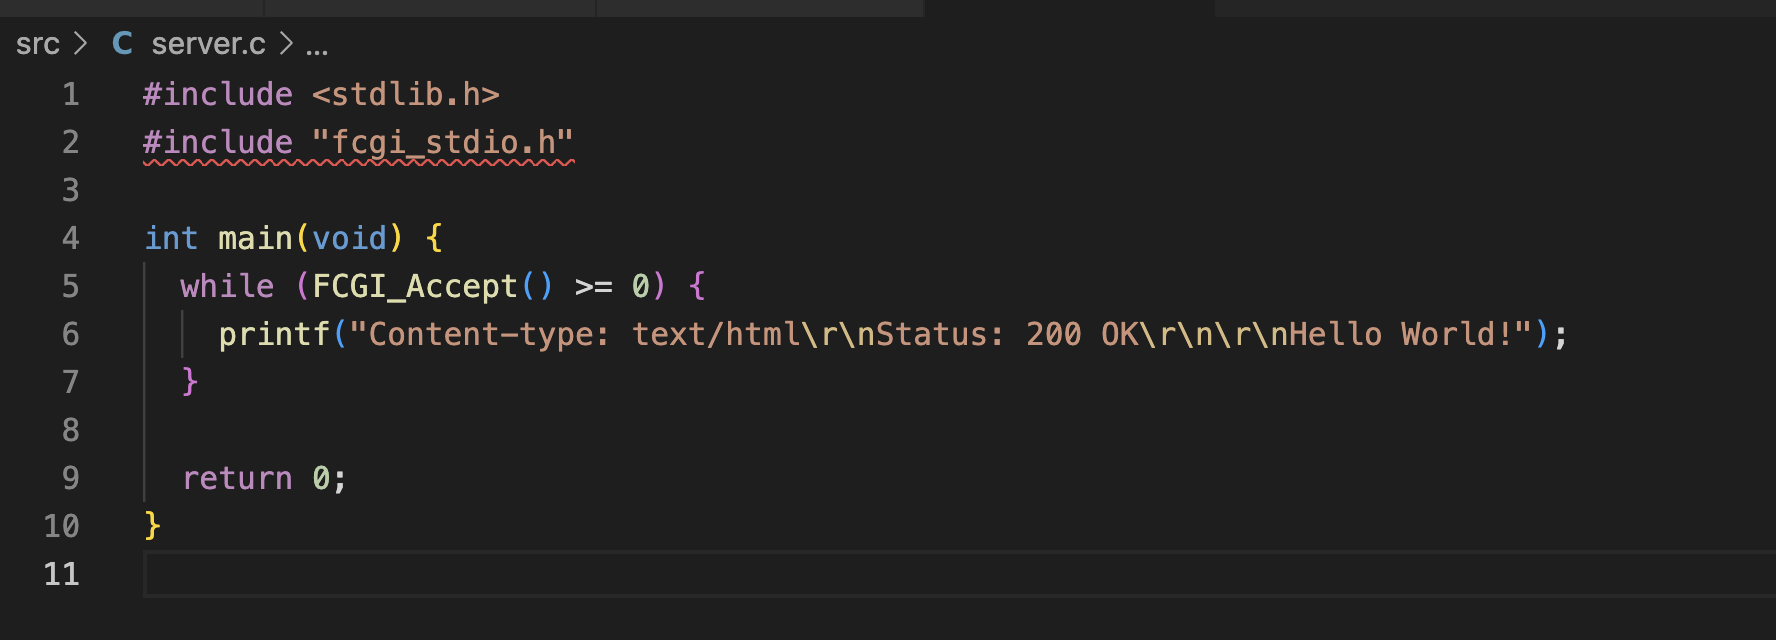 src > C server.c > ...
1 #include <stdlib.h>
2 #include "fcgi_stdio.h"
3
4 int main(void) {
5   while (FCGI_Accept() >= 0) {
6     printf("Content-type: text/html\r\nStatus: 200 OK\r\n\r\nHello World!");
7   }
8
9   return 0;
10 }
11